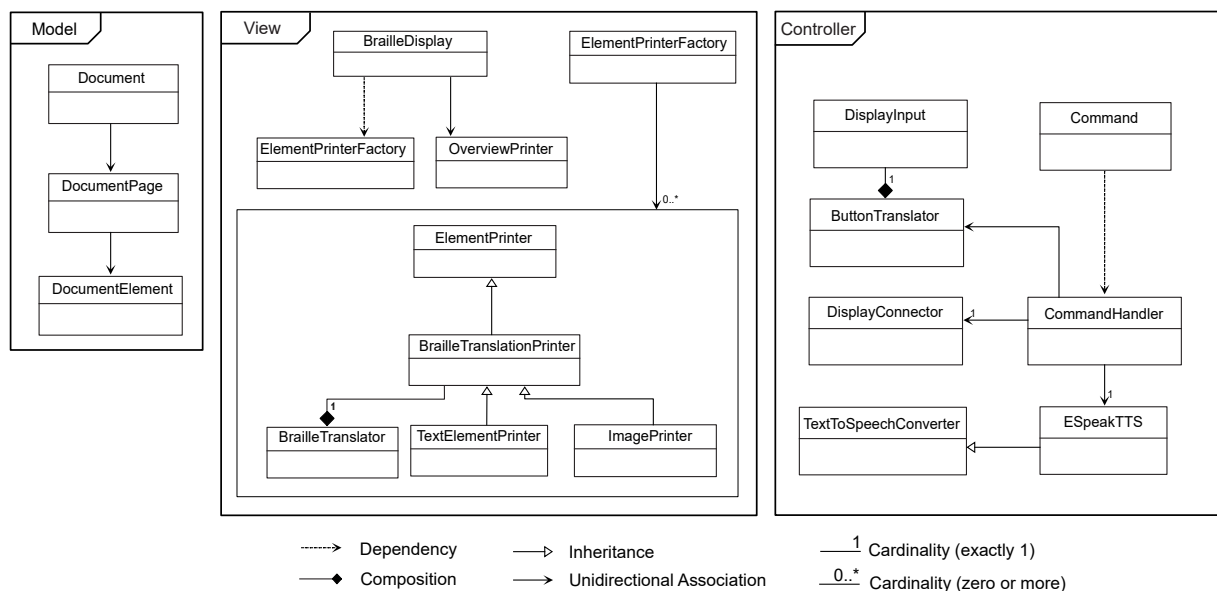 Model
Document
DocumentPage
DocumentElement
View
BrailleDisplay
ElementPrinterFactory
ElementPrinterFactory
OverviewPrinter
0..*
ElementPrinter
BrailleTranslationPrinter
1
BrailleTranslator
TextElementPrinter
ImagePrinter
Controller
DisplayInput
Command
1
ButtonTranslator
DisplayConnector
1
CommandHandler
1
TextToSpeechConverter
ESpeakTTS
Dependency
Inheritance
1 Cardinality (exactly 1)
Composition
Unidirectional Association
0..* Cardinality (zero or more)